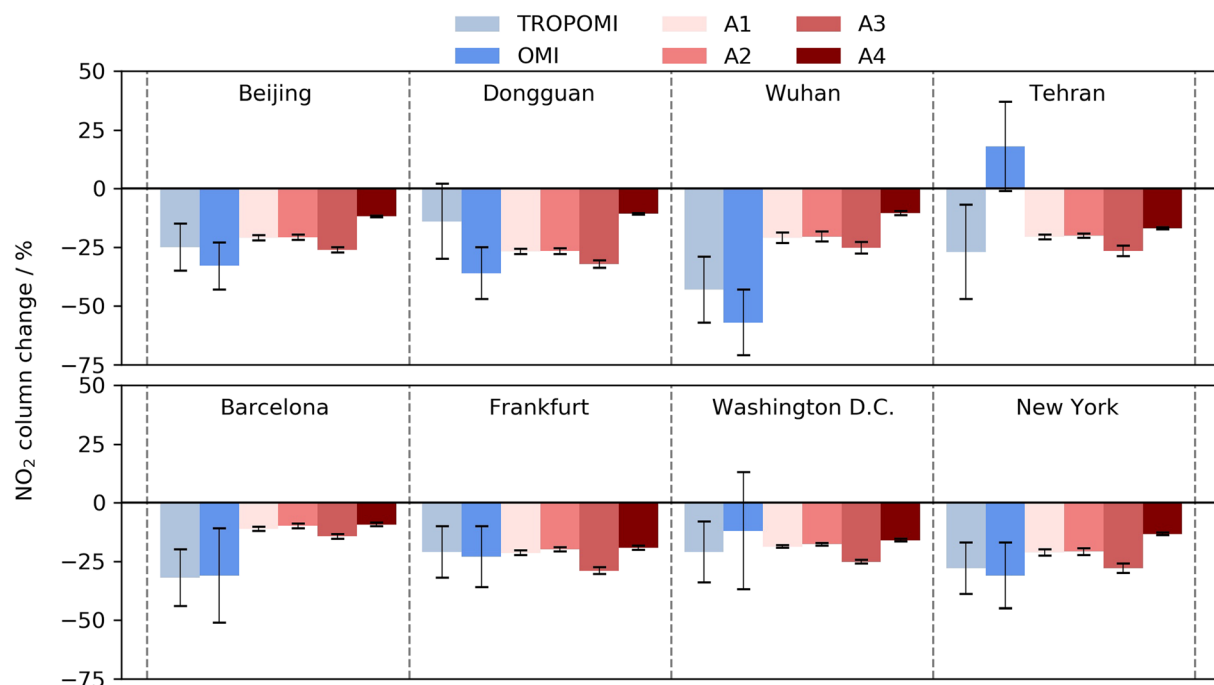 TROPOMI A1 A3
OMI A2 A4
NO₂ column change / %
50
25
0
−25
−50
−75
Beijing Dongguan Wuhan Tehran
50
25
0
−25
−50
−75
Barcelona Frankfurt Washington D.C. New York